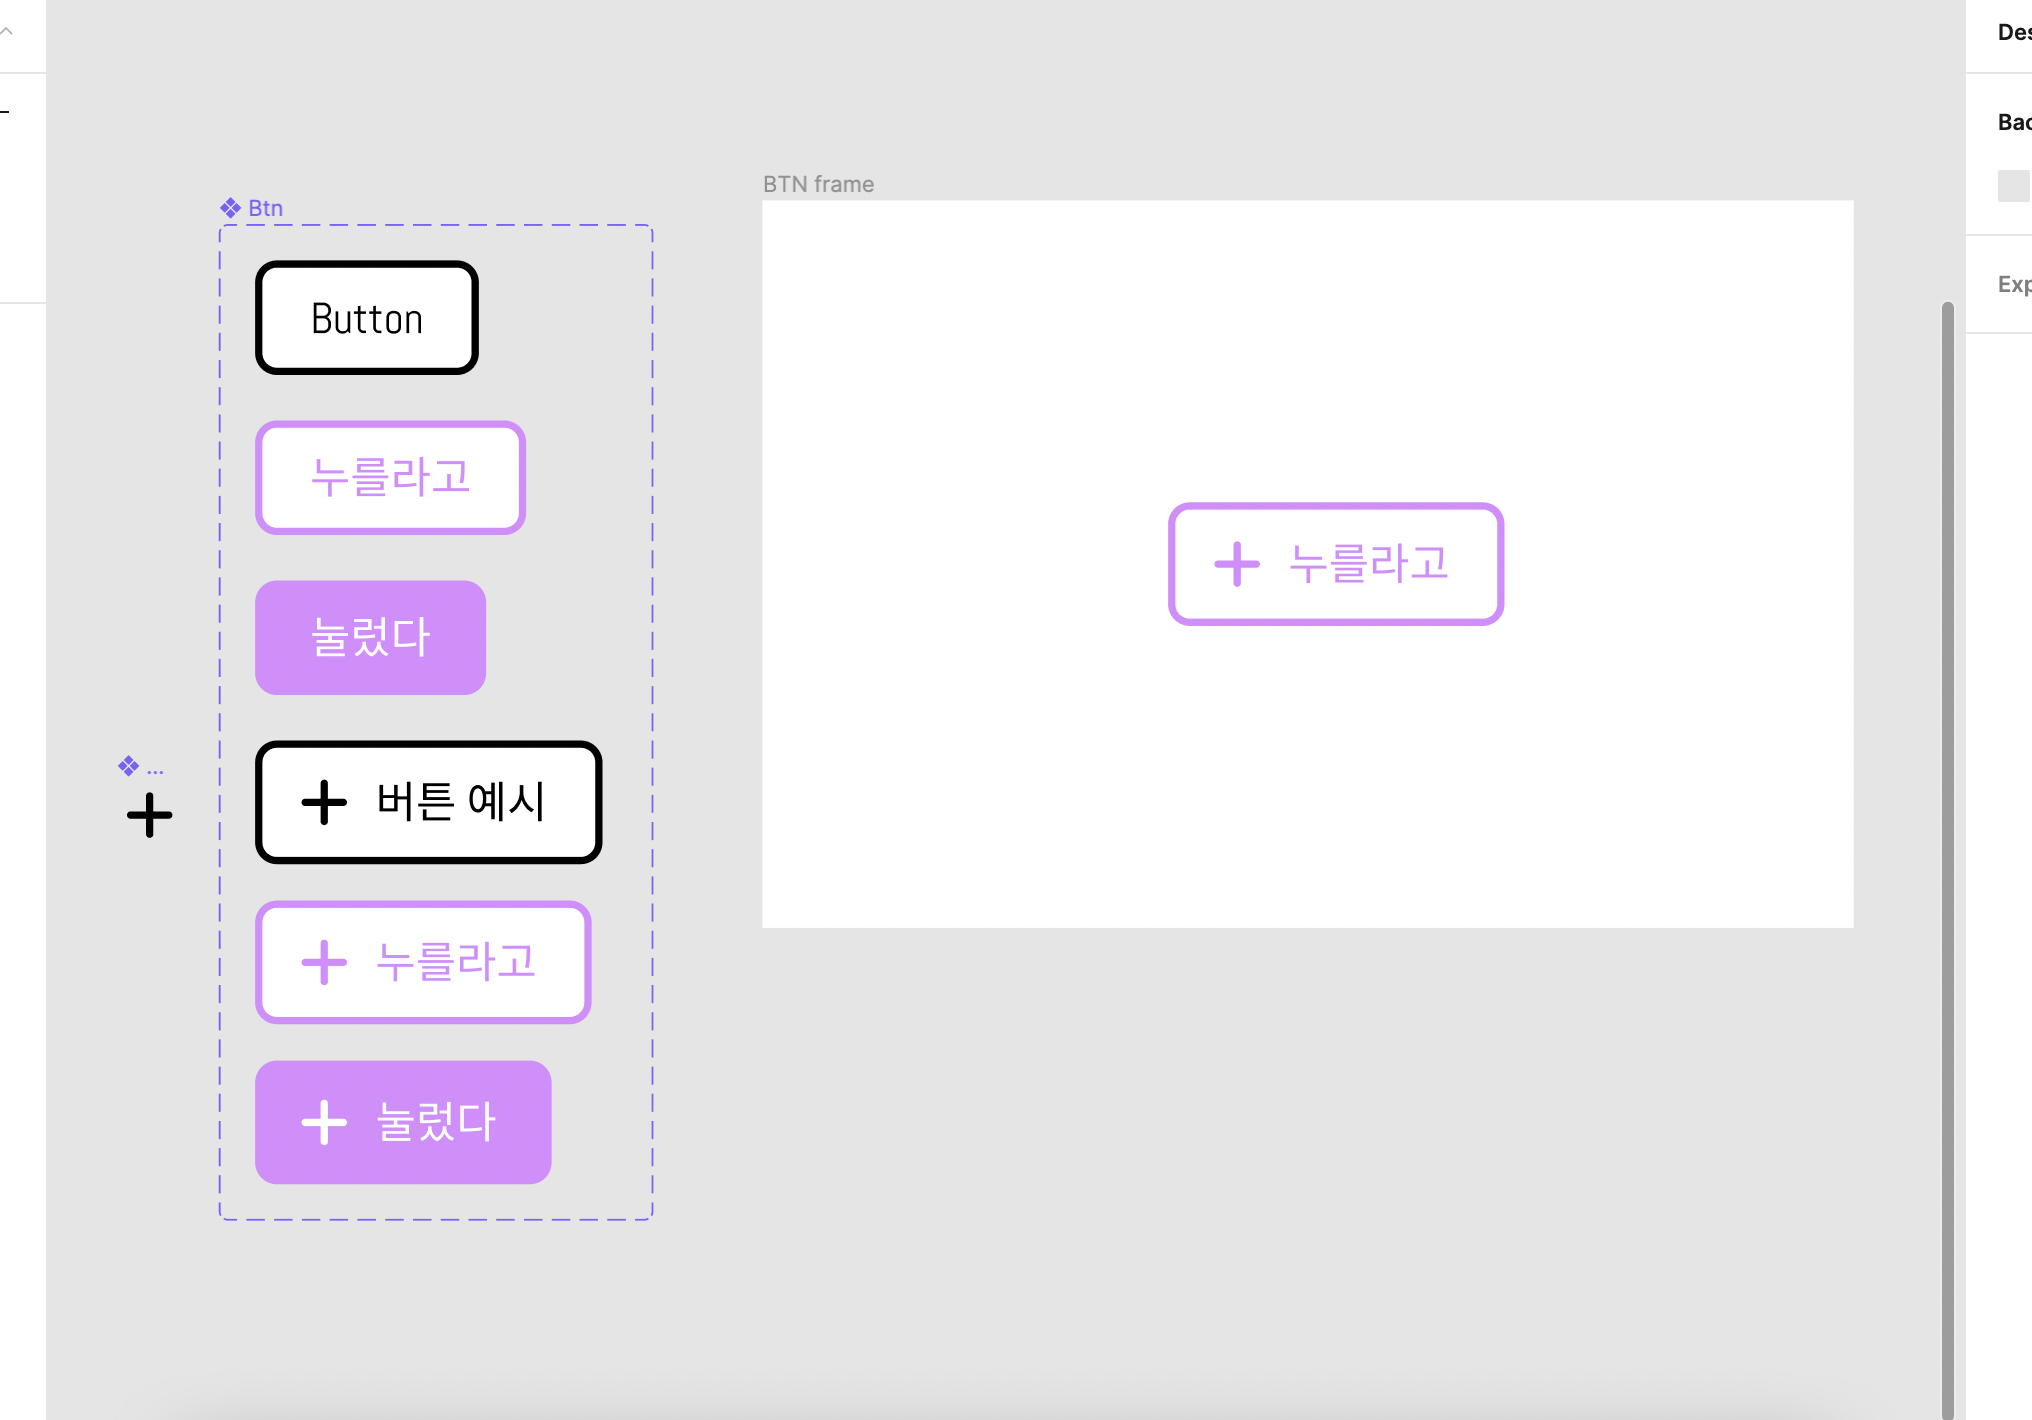 Des
Bac
Exp
Btn
Button
누를라고
눌렀다
...
버튼 예시
누를라고
눌렀다
BTN frame
누를라고